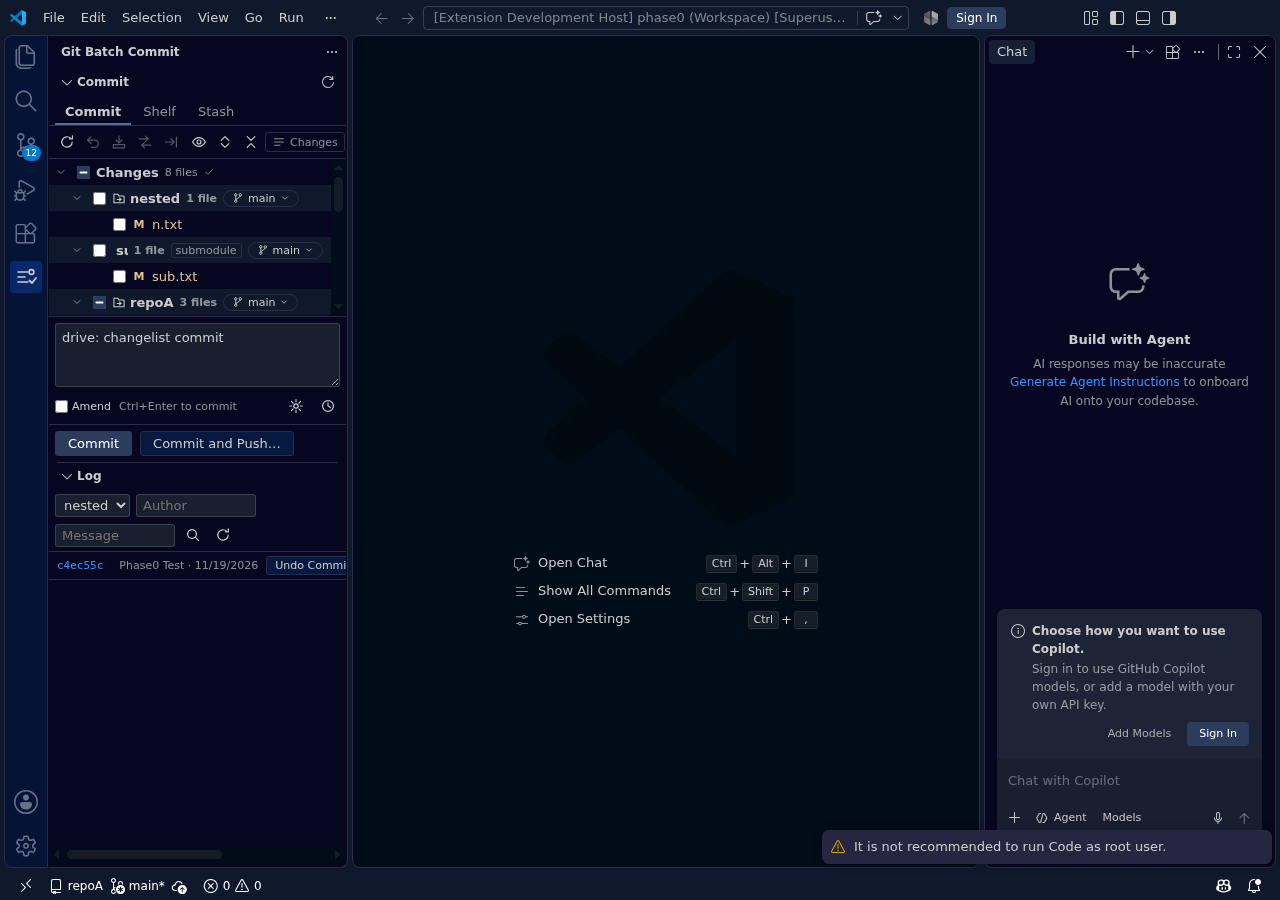 File Edit Selection View Go Run ··· [Extension Development Host] phase0 (Workspace) [Superus... Sign In
Git Batch Commit
Commit
Commit Shelf Stash
Changes
Changes 8 files
nested 1 file main
M n.txt
1 file submodule main
M sub.txt
repoA 3 files main
drive: changelist commit
Amend Ctrl+Enter to commit
Commit Commit and Push...
Log
nested Author
Message
c4ec55c Phase0 Test · 11/19/2026 Undo Commi
12
Open Chat Ctrl + Alt + I
Show All Commands Ctrl + Shift + P
Open Settings Ctrl + ,
Chat
Build with Agent
AI responses may be inaccurate
Generate Agent Instructions to onboard
AI onto your codebase.
Choose how you want to use
Copilot.
Sign in to use GitHub Copilot
models, or add a model with your
own API key.
Add Models Sign In
Chat with Copilot
Agent Models
It is not recommended to run Code as root user.
repoA main* 0 0